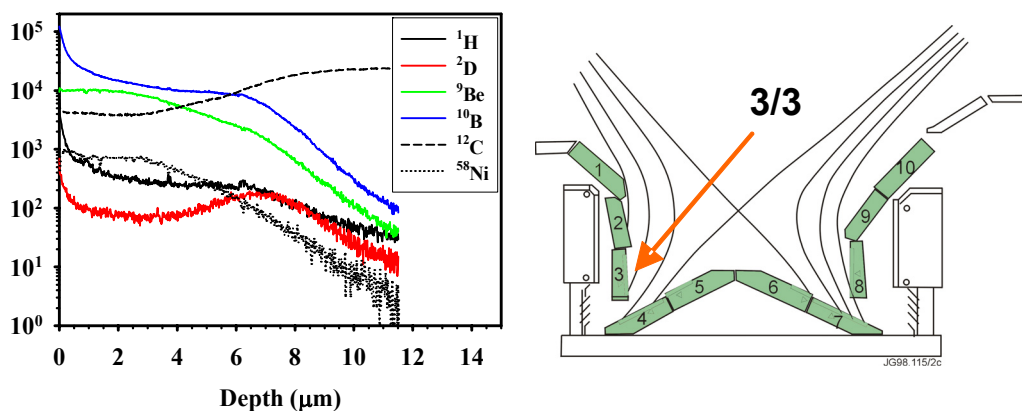 10⁵
10⁴
10³
10²
10¹
10⁰
0 2 4 6 8 10 12 14
Depth (μm)
¹H
²D
⁹Be
¹⁰B
¹²C
⁵⁸Ni
3/3
1
2
3
4
5
6
7
8
9
10
JG98.115/2c